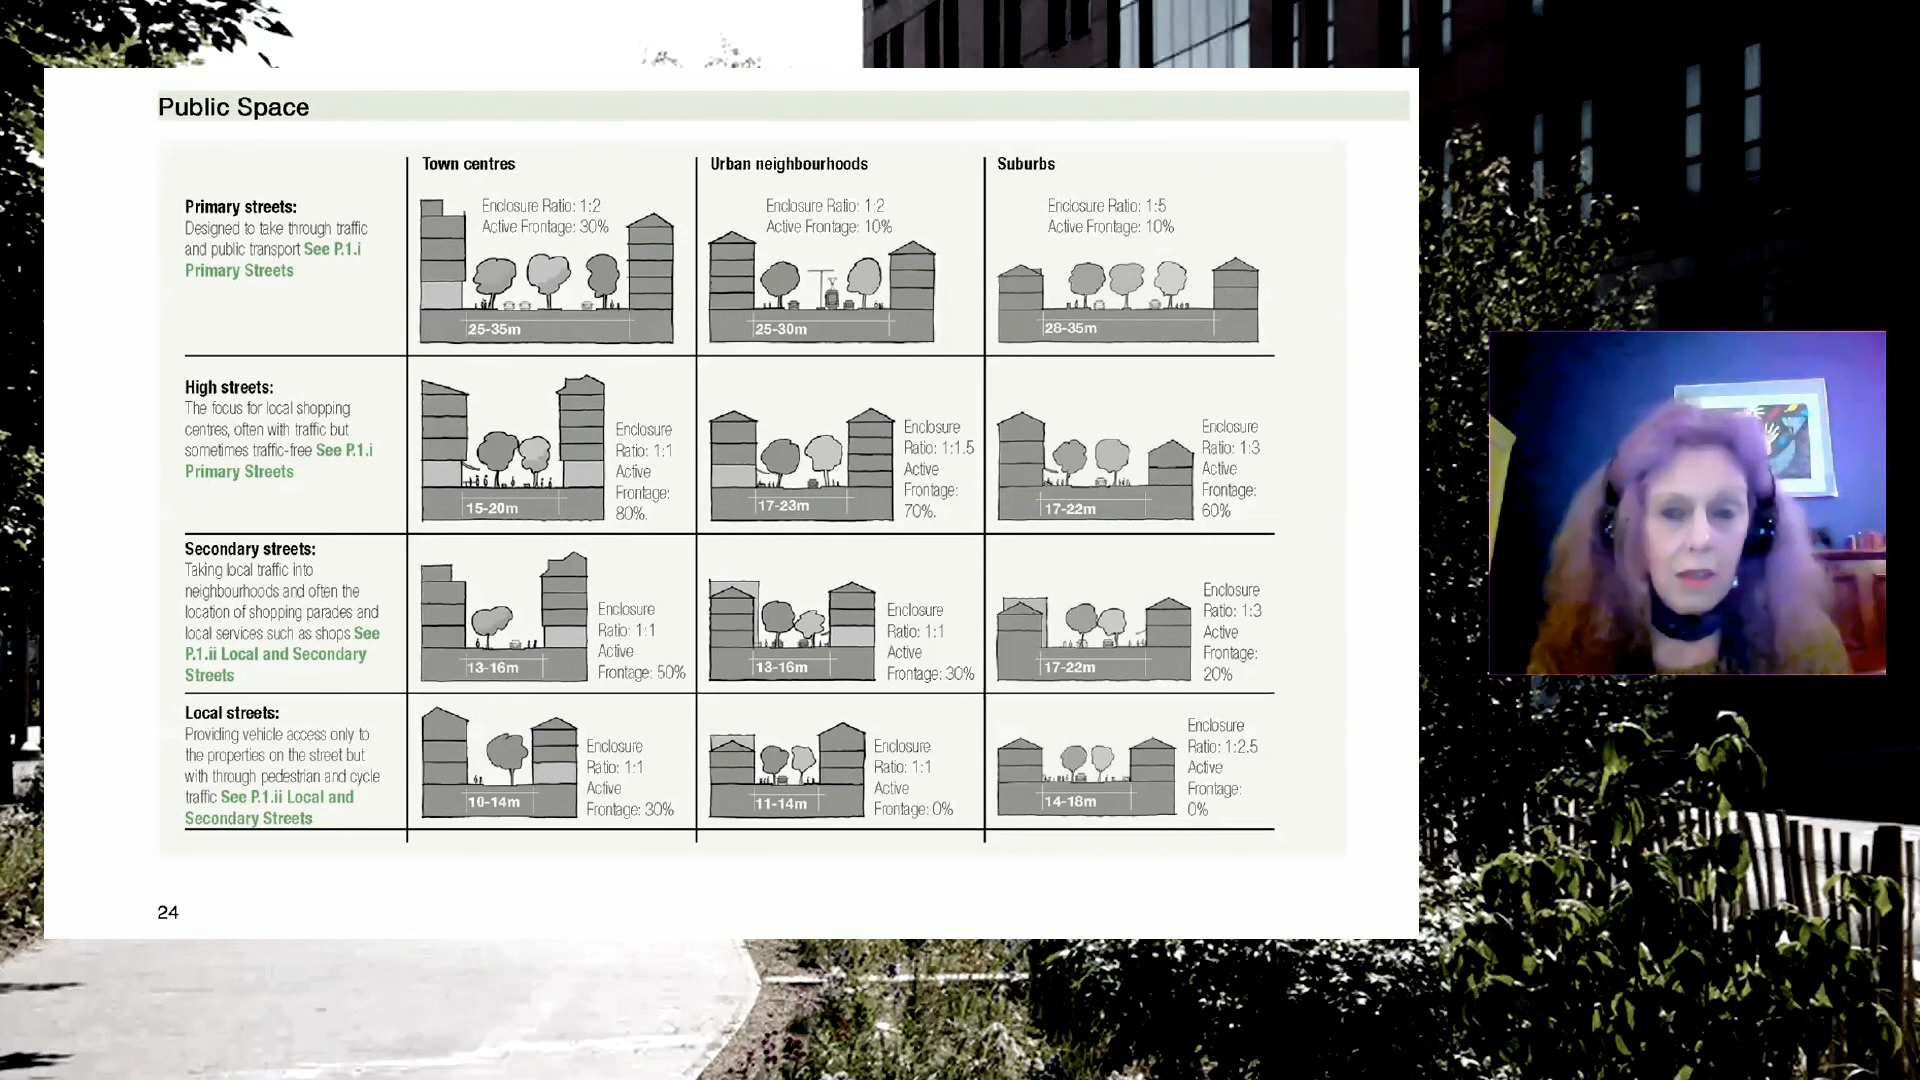 Public Space
Town centres
Urban neighbourhoods
Suburbs
Primary streets:
Designed to take through traffic
and public transport See P.1.i
Primary Streets
Enclosure Ratio: 1:2
Active Frontage: 30%
25-35m
Enclosure Ratio: 1:2
Active Frontage: 10%
25-30m
Enclosure Ratio: 1:5
Active Frontage: 10%
28-35m
High streets:
The focus for local shopping
centres, often with traffic but
sometimes traffic-free See P.1.i
Primary Streets
15-20m
Enclosure
Ratio: 1:1
Active
Frontage:
80%.
17-23m
Enclosure
Ratio: 1:1.5
Active
Frontage:
70%.
17-22m
Enclosure
Ratio: 1:3
Active
Frontage:
60%
Secondary streets:
Taking local traffic into
neighbourhoods and often the
location of shopping parades and
local services such as shops See
P.1.ii Local and Secondary
Streets
13-16m
Enclosure
Ratio: 1:1
Active
Frontage: 50%
13-16m
Enclosure
Ratio: 1:1
Active
Frontage: 30%
17-22m
Enclosure
Ratio: 1:3
Active
Frontage:
20%
Local streets:
Providing vehicle access only to
the properties on the street but
with through pedestrian and cycle
traffic See P.1.ii Local and
Secondary Streets
10-14m
Enclosure
Ratio: 1:1
Active
Frontage: 30%
11-14m
Enclosure
Ratio: 1:1
Active
Frontage: 0%
14-18m
Enclosure
Ratio: 1:2.5
Active
Frontage:
0%
24